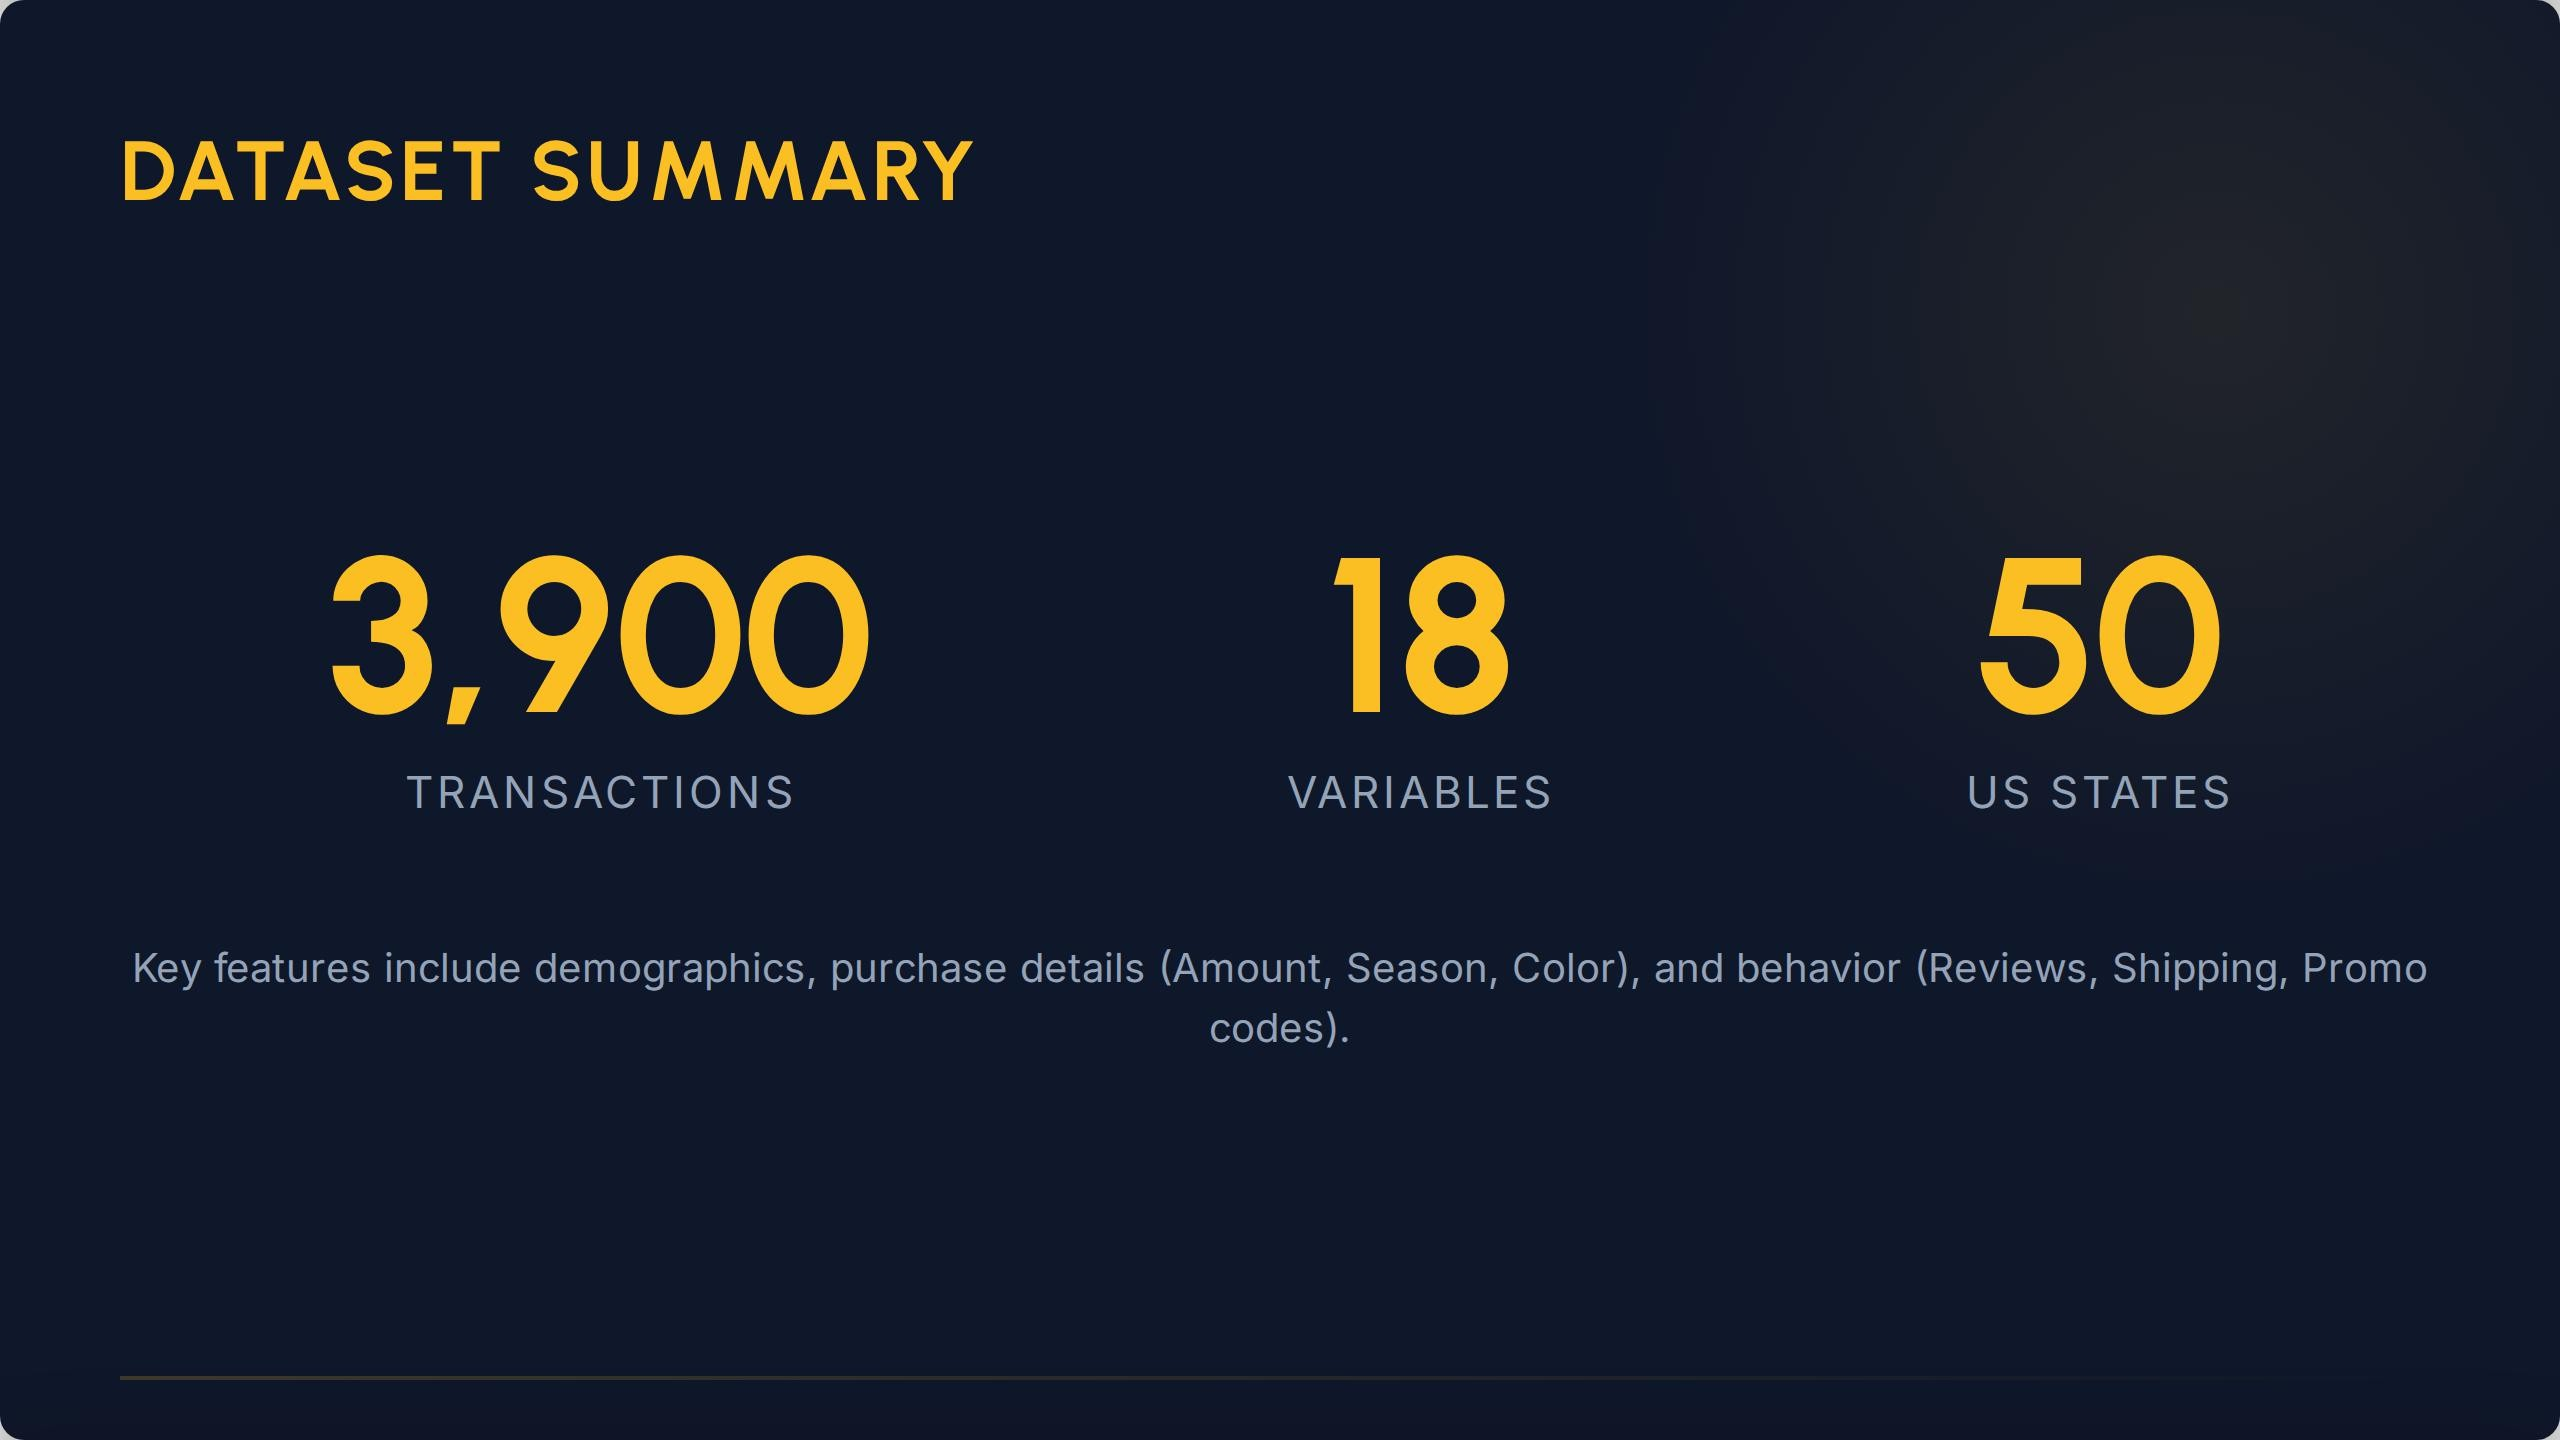 DATASET SUMMARY
3,900
TRANSACTIONS
18
VARIABLES
50
US STATES
Key features include demographics, purchase details (Amount, Season, Color), and behavior (Reviews, Shipping, Promo
codes).